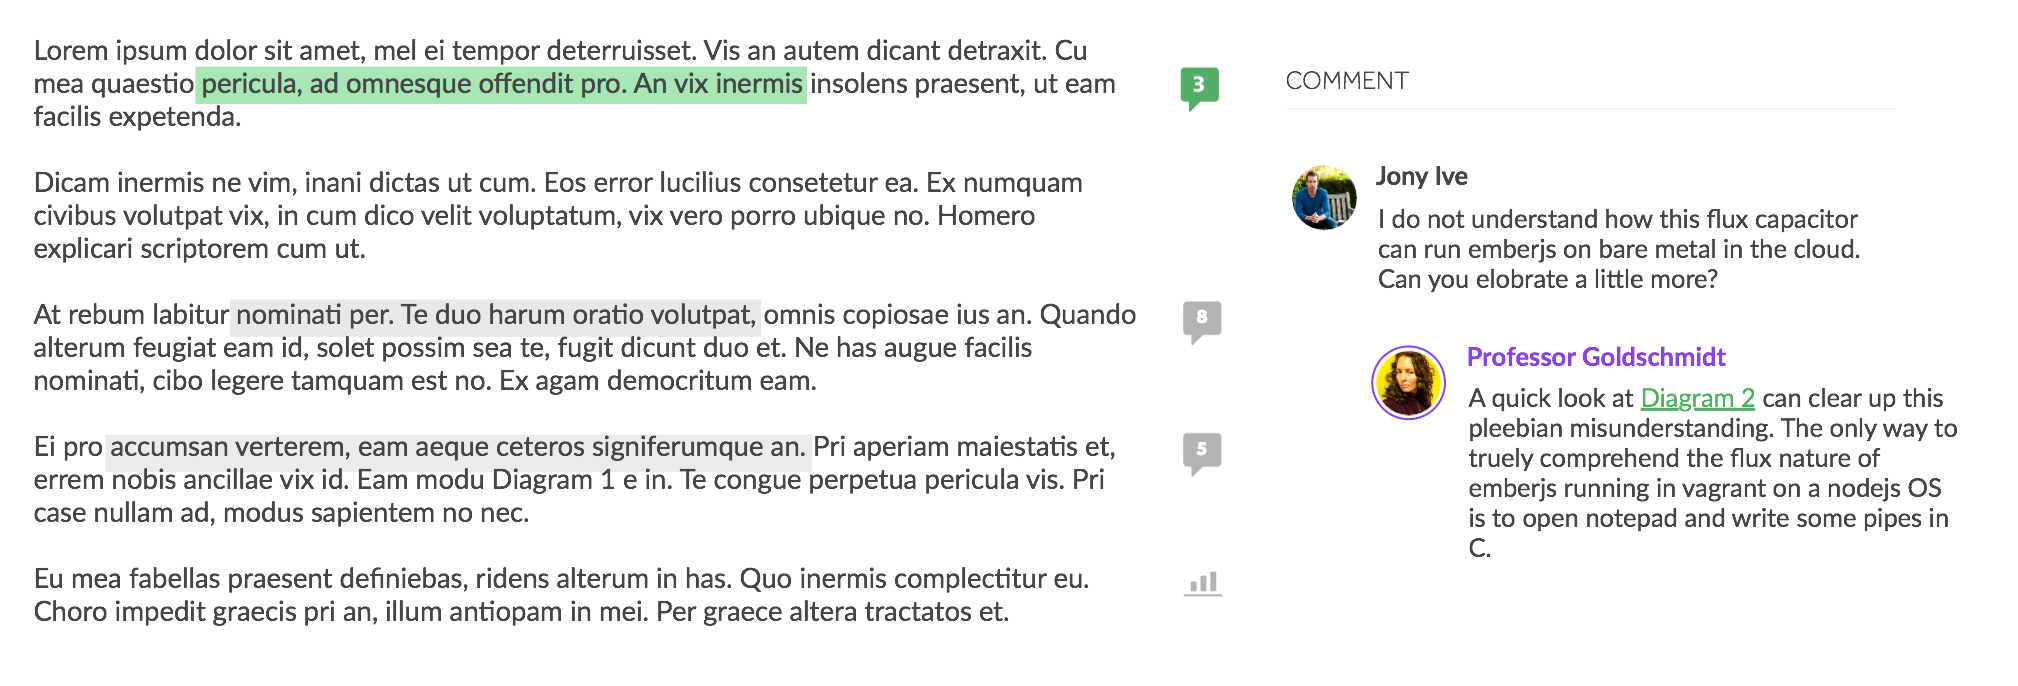 Lorem ipsum dolor sit amet, mel ei tempor deterruisset. Vis an autem dicant detraxit. Cu
mea quaestio pericula, ad omnesque offendit pro. An vix inermis insolens praesent, ut eam
facilis expetenda.
3
Dicam inermis ne vim, inani dictas ut cum. Eos error lucilius consetetur ea. Ex numquam
civibus volutpat vix, in cum dico velit voluptatum, vix vero porro ubique no. Homero
explicari scriptorem cum ut.
At rebum labitur nominati per. Te duo harum oratio volutpat, omnis copiosae ius an. Quando
alterum feugiat eam id, solet possim sea te, fugit dicunt duo et. Ne has augue facilis
nominati, cibo legere tamquam est no. Ex agam democritum eam.
8
Ei pro accumsan verterem, eam aeque ceteros signiferumque an. Pri aperiam maiestatis et,
errem nobis ancillae vix id. Eam modu Diagram 1 e in. Te congue perpetua pericula vis. Pri
case nullam ad, modus sapientem no nec.
5
Eu mea fabellas praesent definiebas, ridens alterum in has. Quo inermis complectitur eu.
Choro impedit graecis pri an, illum antiopam in mei. Per graece altera tractatos et.
COMMENT
Jony Ive
I do not understand how this flux capacitor
can run emberjs on bare metal in the cloud.
Can you elobrate a little more?
Professor Goldschmidt
A quick look at Diagram 2 can clear up this
pleebian misunderstanding. The only way to
truely comprehend the flux nature of
emberjs running in vagrant on a nodejs OS
is to open notepad and write some pipes in
C.